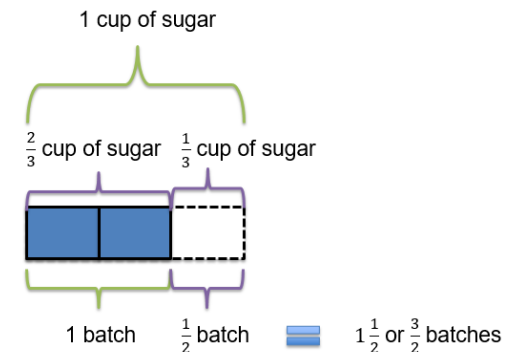 1 cup of sugar
2/3 cup of sugar 1/3 cup of sugar
1 batch 1/2 batch = 1 1/2 or 3/2 batches